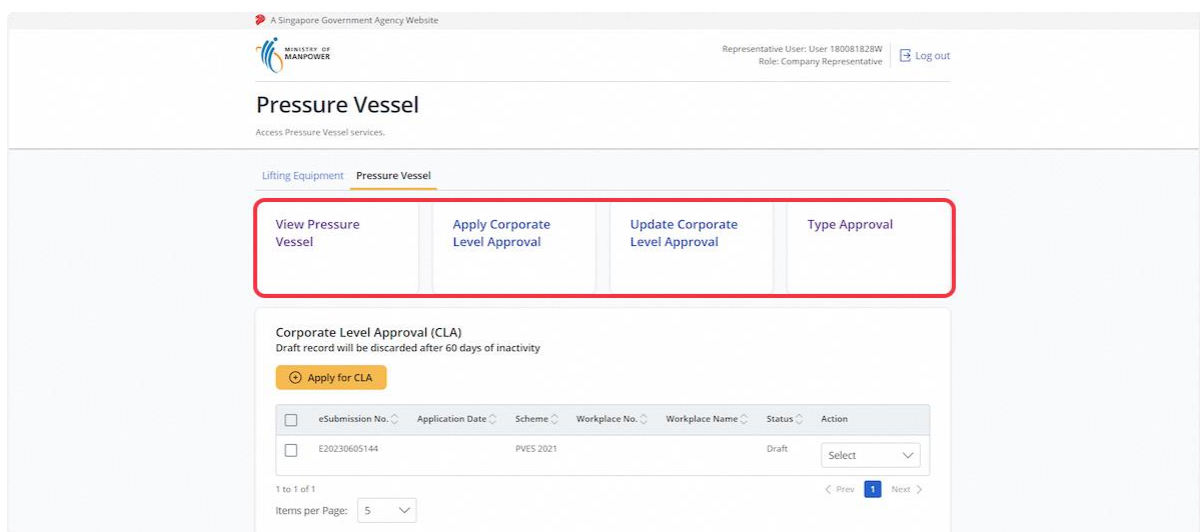 A Singapore Government Agency Website
MINISTRY OF
MANPOWER
Representative User: User 180081828W
Role: Company Representative
Log out
Pressure Vessel
Access Pressure Vessel services.
Lifting Equipment
Pressure Vessel
View Pressure
Vessel
Apply Corporate
Level Approval
Update Corporate
Level Approval
Type Approval
Corporate Level Approval (CLA)
Draft record will be discarded after 60 days of inactivity
Apply for CLA
eSubmission No. Application Date Scheme Workplace No. Workplace Name Status Action
E20230605144 PVES 2021 Draft Select
1 to 1 of 1
Prev 1 Next
Items per Page: 5